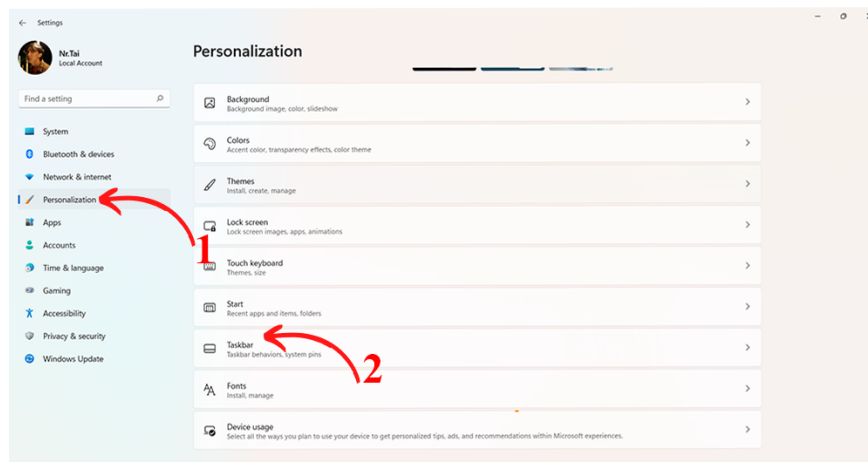 Settings
Nr.Tai
Local Account
Find a setting
System
Bluetooth & devices
Network & internet
Personalization
Apps
Accounts
Time & language
Gaming
Accessibility
Privacy & security
Windows Update
Personalization
Background
Background image, color, slideshow
Colors
Accent color, transparency effects, color theme
Themes
Install, create, manage
Lock screen
Lock screen images, apps, animations
1
Touch keyboard
Themes, size
Start
Recent apps and items, folders
Taskbar
Taskbar behaviors, system pins
2
Fonts
Install, manage
Device usage
Select all the ways you plan to use your device to get personalized tips, ads, and recommendations within Microsoft experiences.